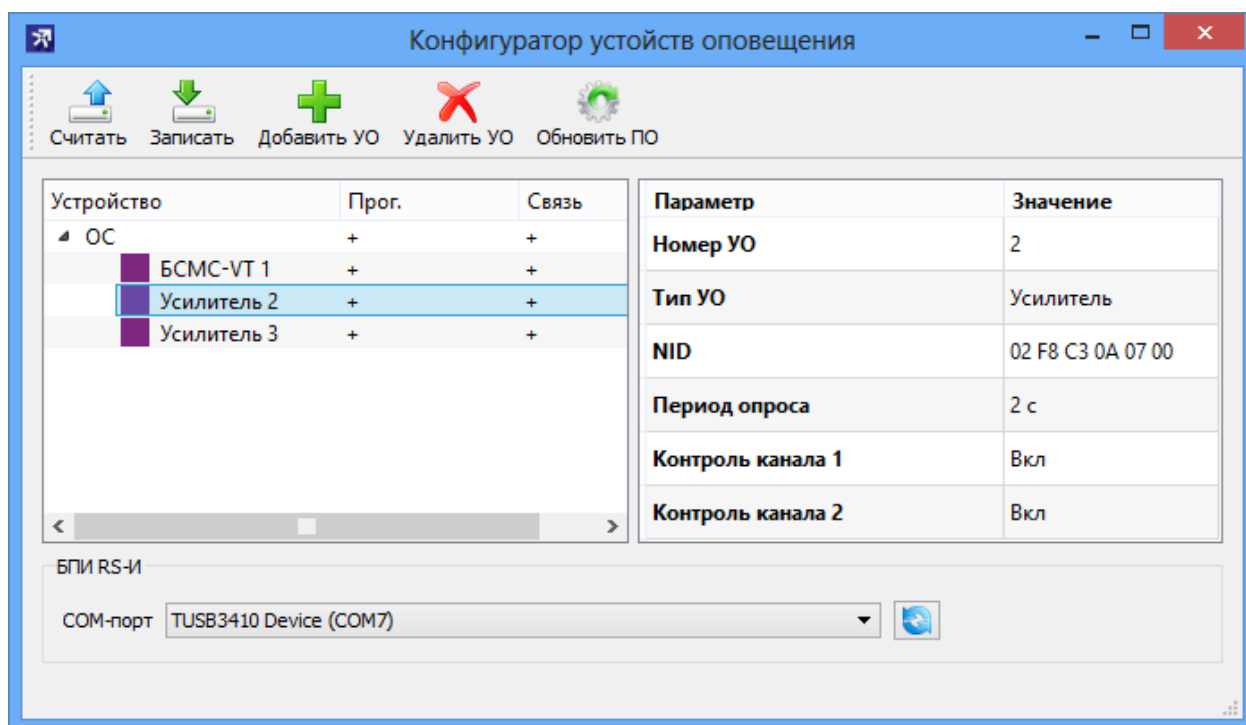 Конфигуратор устойств оповещения
Считать Записать Добавить УО Удалить УО Обновить ПО
Устройство Прог. Связь
ОС + +
БСМС-VT 1 + +
Усилитель 2 + +
Усилитель 3 + +
Параметр Значение
Номер УО 2
Тип УО Усилитель
NID 02 F8 C3 0A 07 00
Период опроса 2 с
Контроль канала 1 Вкл
Контроль канала 2 Вкл
БПИ RS-И
COM-порт TUSB3410 Device (COM7)